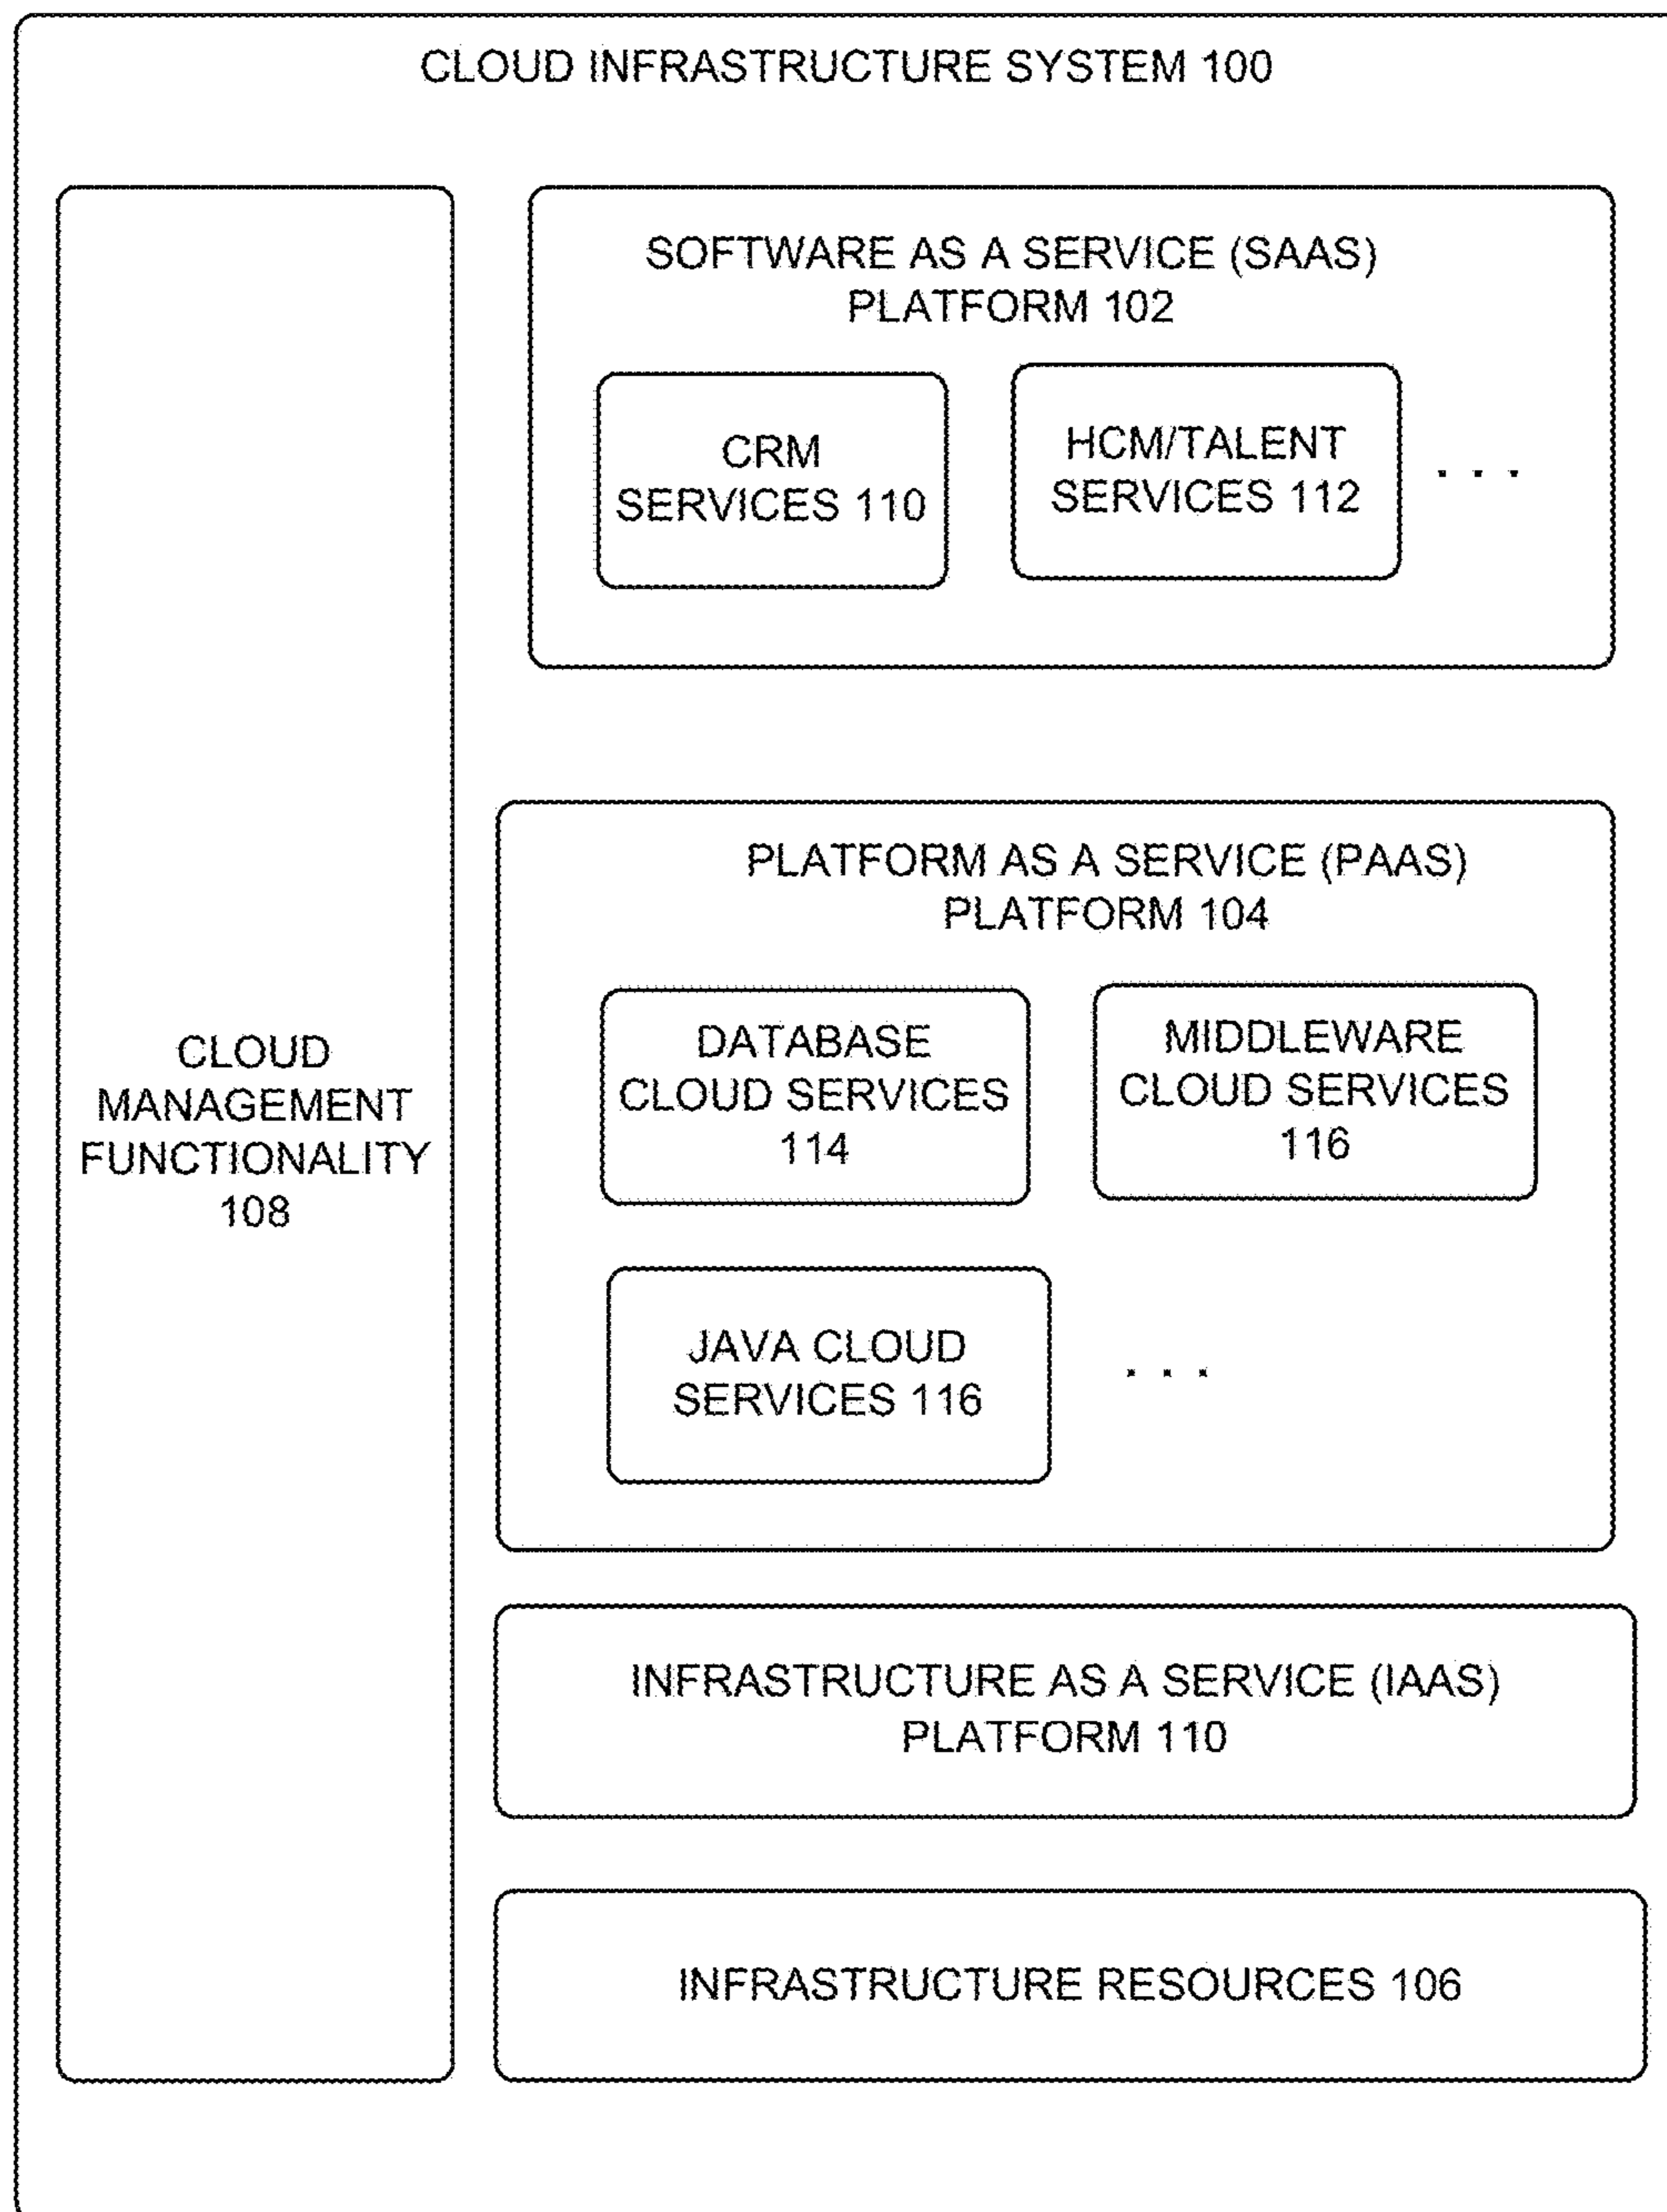 CLOUD INFRASTRUCTURE SYSTEM 100
SOFTWARE AS A SERVICE (SAAS)
PLATFORM 102
CRM
SERVICES 110
HCM/TALENT
SERVICES 112
. . .
PLATFORM AS A SERVICE (PAAS)
PLATFORM 104
DATABASE
CLOUD SERVICES
114
MIDDLEWARE
CLOUD SERVICES
116
CLOUD
MANAGEMENT
FUNCTIONALITY
108
JAVA CLOUD
SERVICES 116
. . .
INFRASTRUCTURE AS A SERVICE (IAAS)
PLATFORM 110
INFRASTRUCTURE RESOURCES 106